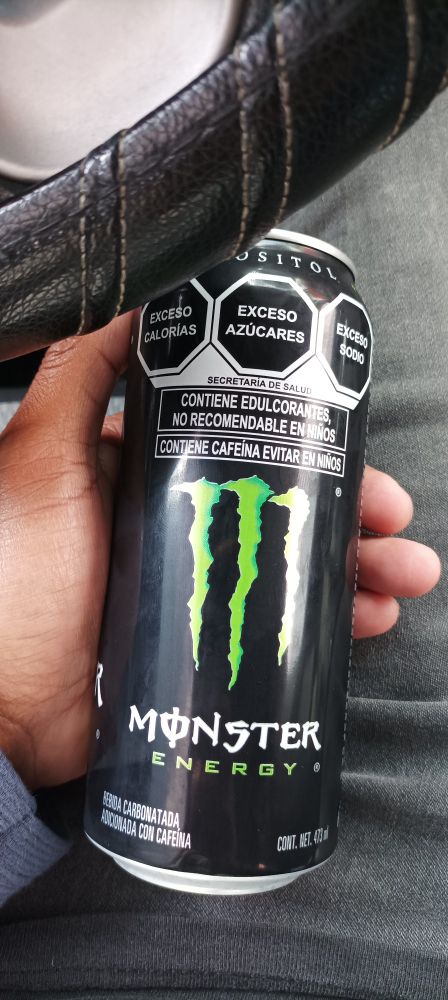 OSITOL
EXCESO
CALORÍAS
EXCESO
AZÚCARES
EXCESO
SODIO
SECRETARÍA DE SALUD
CONTIENE EDULCORANTES,
NO RECOMENDABLE EN NIÑOS
CONTIENE CAFEÍNA EVITAR EN NIÑOS
®
MONSTER
ENERGY ®
BEBIDA CARBONATADA
ADICIONADA CON CAFEÍNA
CONT. NET. 473 ml